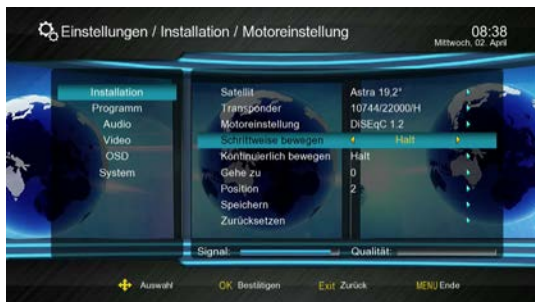 Einstellungen / Installation / Motoreinstellung
08:38
Mittwoch, 02. April
Installation
Programm
Audio
Video
OSD
System
Satellit Astra 19,2°
Transponder 10744/22000/H
Motoreinstellung DiSEqC 1.2
Schrittweise bewegen Halt
Kontinuierlich bewegen Halt
Gehe zu 0
Position 2
Speichern
Zurücksetzen
Signal: Qualität:
Auswahl OK Bestätigen Exit Zurück MENU Ende